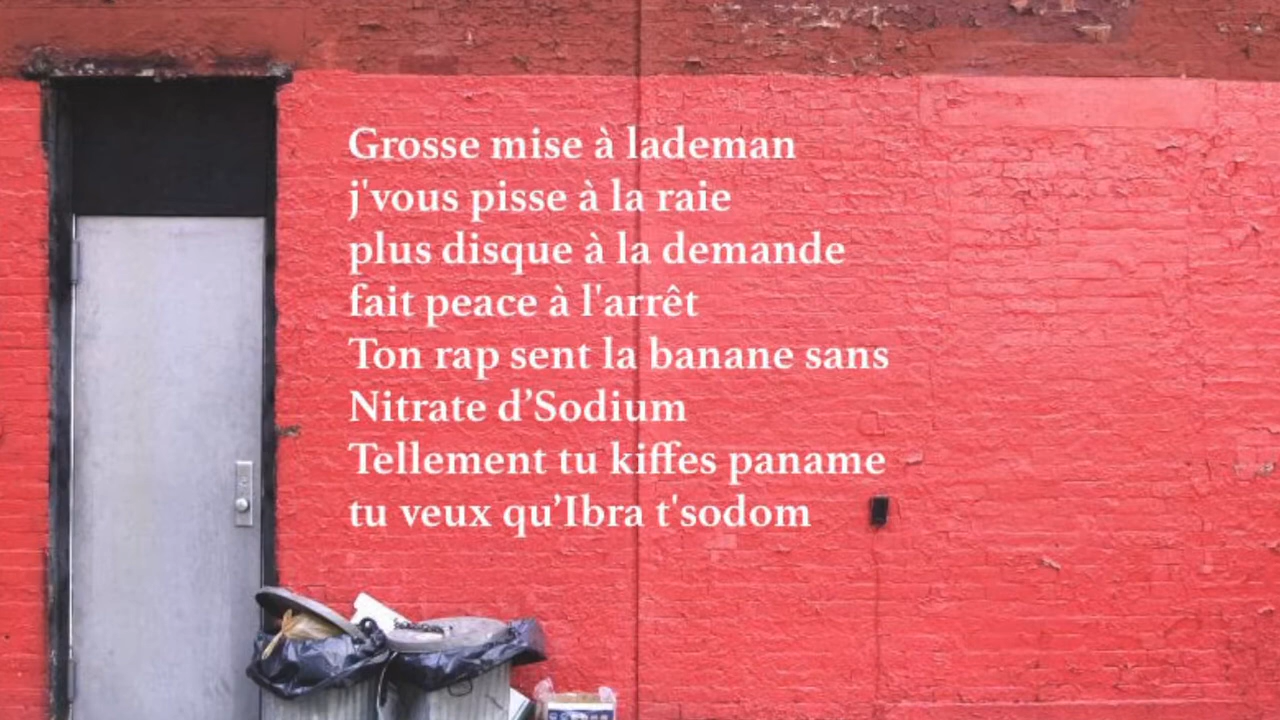 Grosse mise à lademan
j'vous pisse à la raie
plus disque à la demande
fait peace à l'arrêt
Ton rap sent la banane sans
Nitrate d’Sodium
Tellement tu kiffes paname
tu veux qu’Ibra t'sodom